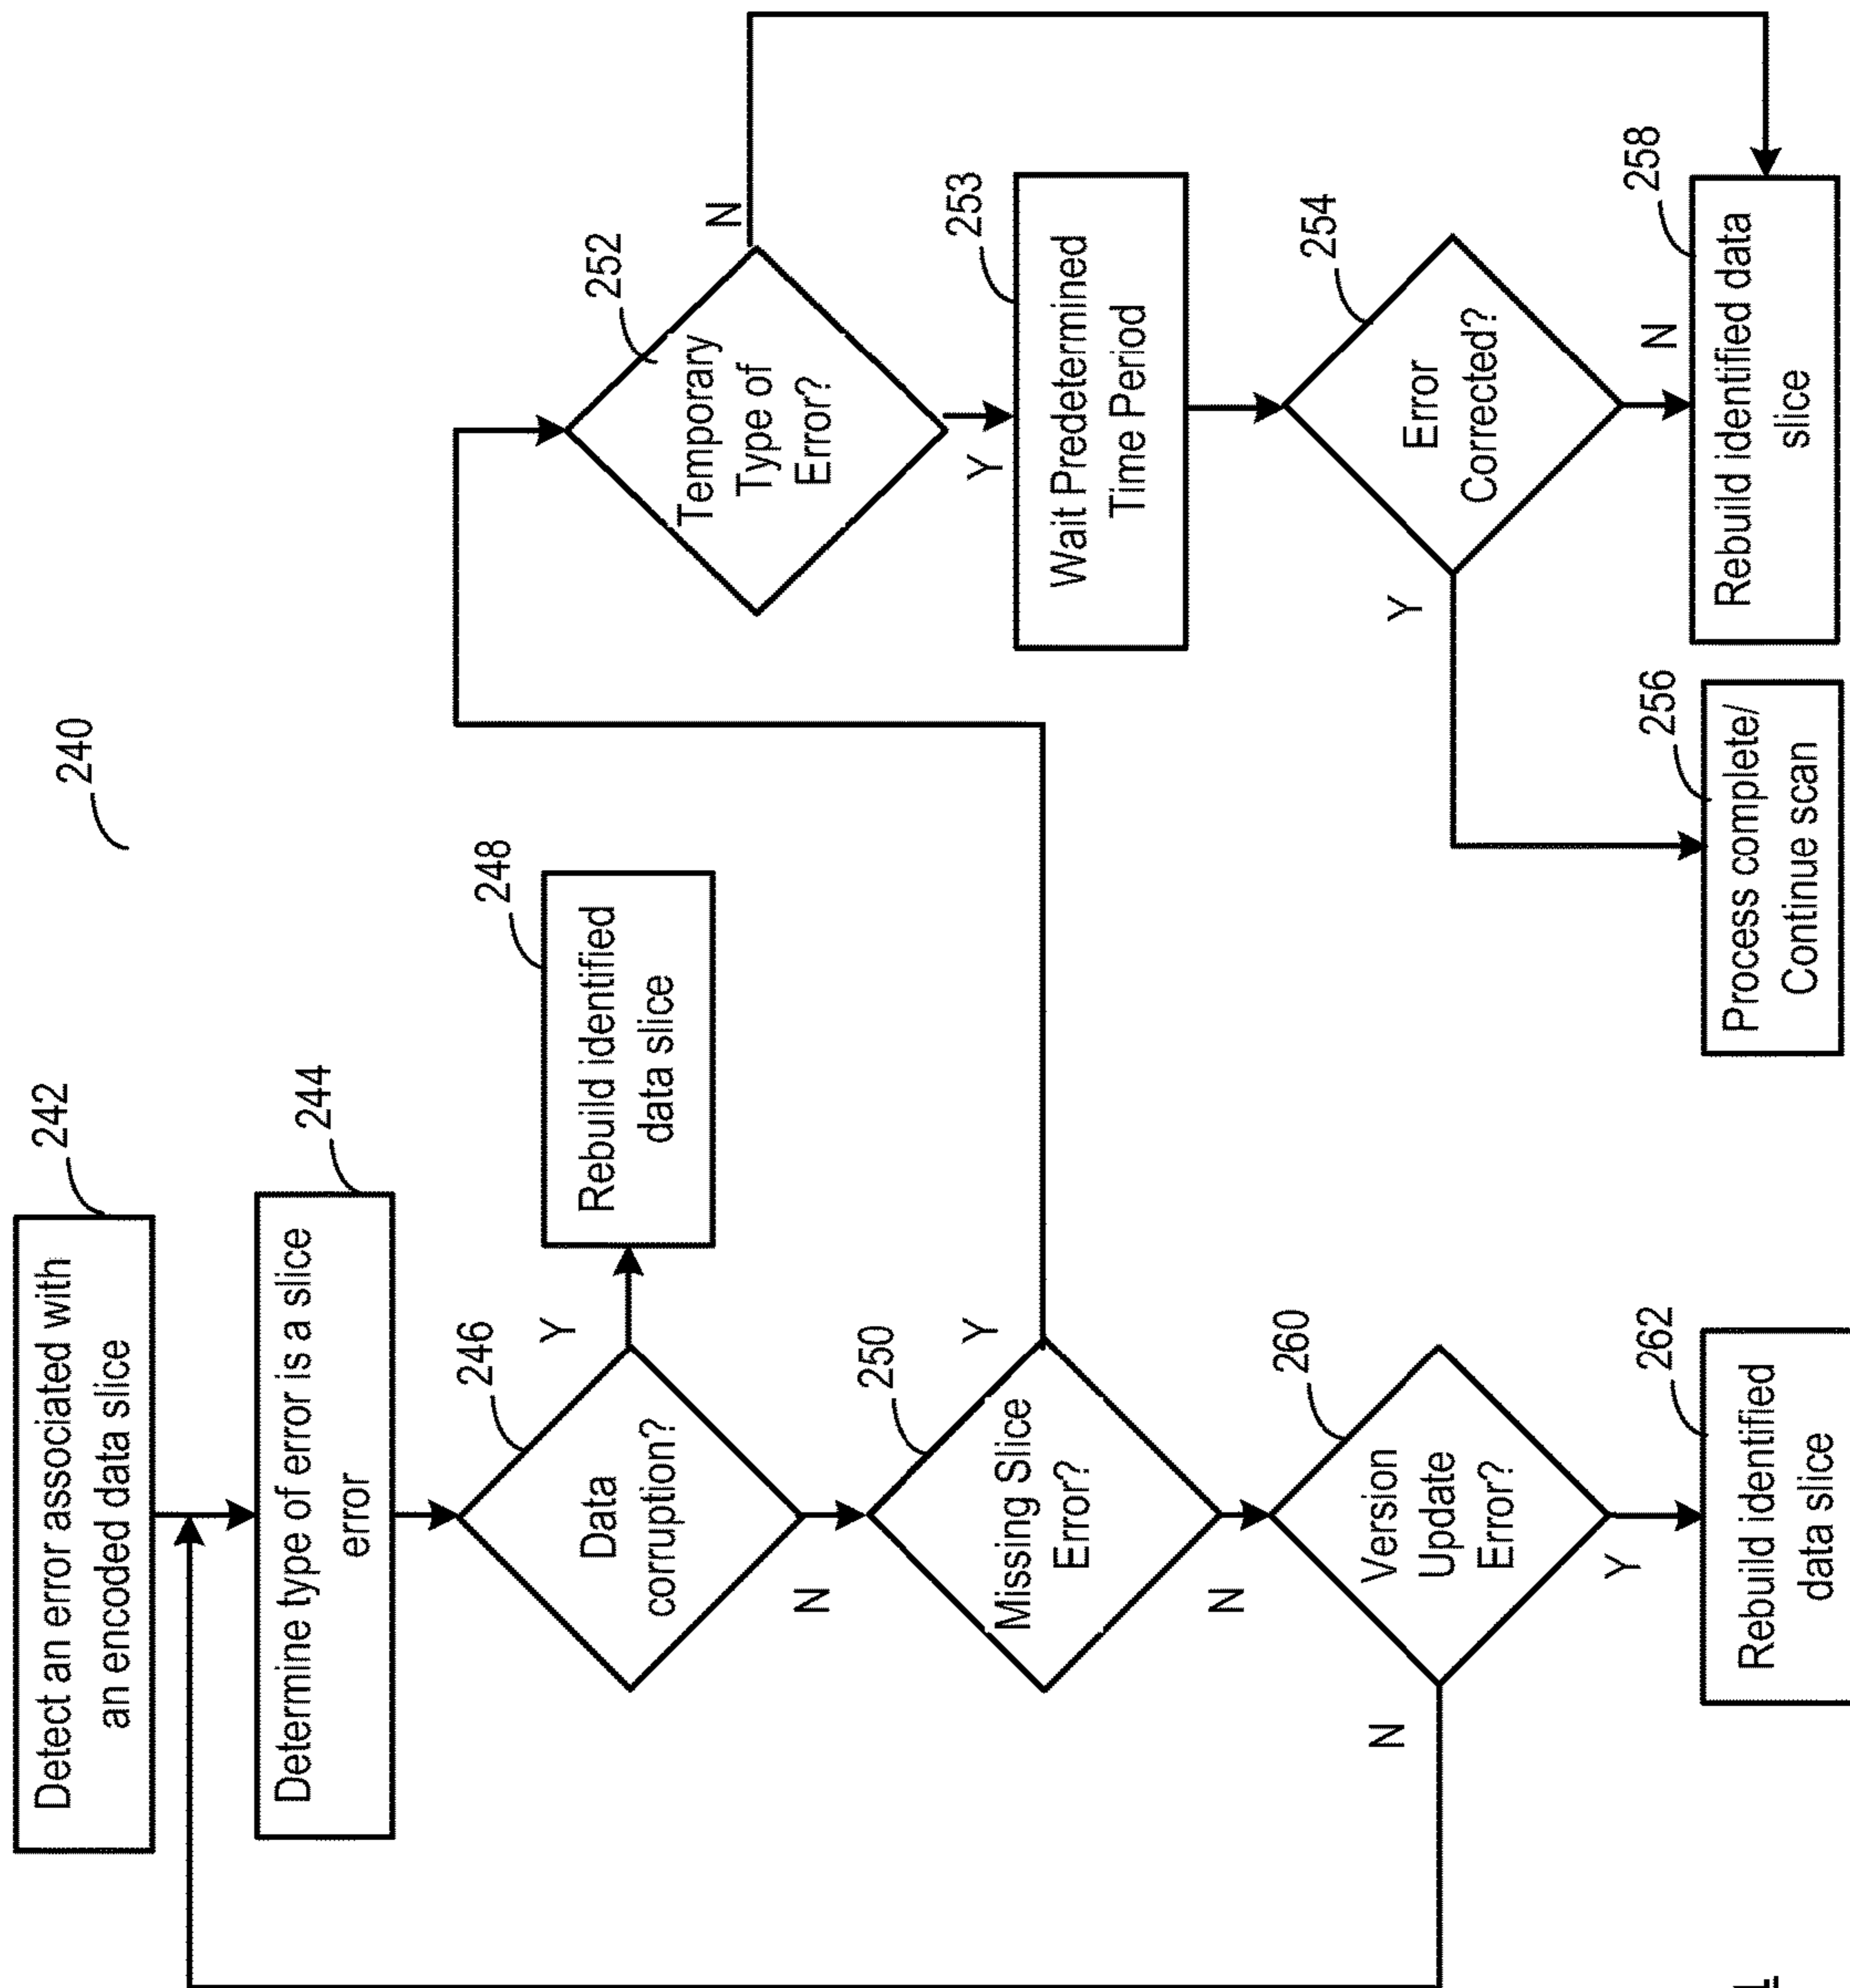 240
242
Detect an error associated with
an encoded data slice
244
Determine type of error is a slice
error
246
Data
corruption?
Y
N
248
Rebuild identified
data slice
250
Missing Slice
Error?
Y
N
260
Version
Update
Error?
N
Y
262
Rebuild identified
data slice
252
Temporary
Type of
Error?
N
Y
253
Wait Predetermined
Time Period
254
Error
Corrected?
Y
N
256
Process complete/
Continue scan
258
Rebuild identified data
slice